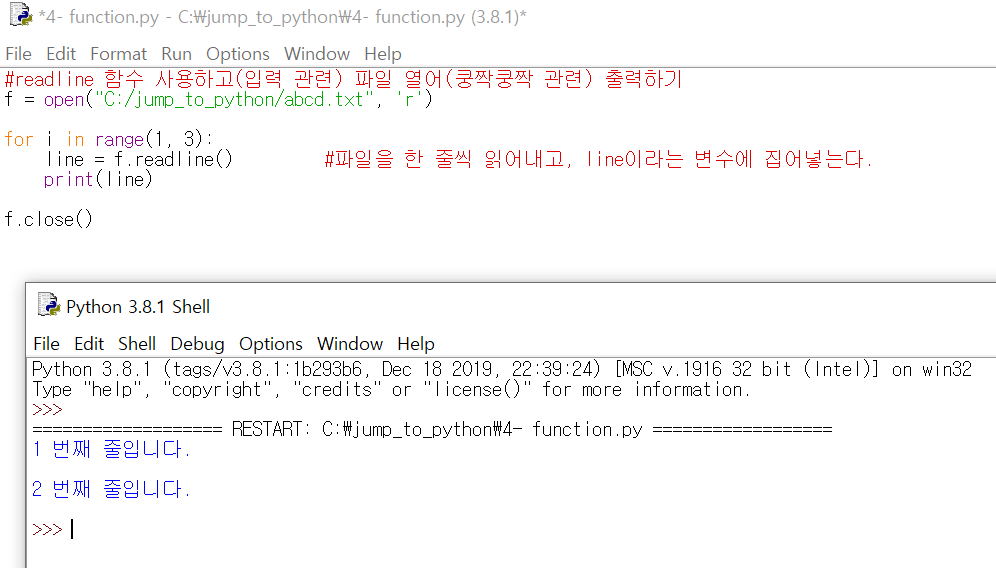 *4- function.py - C:₩jump_to_python₩4- function.py (3.8.1)*
File Edit Format Run Options Window Help
#readline 함수 사용하고(입력 관련) 파일 열어(쿵짝쿵짝 관련) 출력하기
f = open("C:/jump_to_python/abcd.txt", 'r')
for i in range(1, 3):
    line = f.readline()         #파일을 한 줄씩 읽어내고, line이라는 변수에 집어넣는다.
    print(line)
f.close()
Python 3.8.1 Shell
File Edit Shell Debug Options Window Help
Python 3.8.1 (tags/v3.8.1:1b293b6, Dec 18 2019, 22:39:24) [MSC v.1916 32 bit (Intel)] on win32
Type "help", "copyright", "credits" or "license()" for more information.
>>>
=================== RESTART: C:₩jump_to_python₩4- function.py ==================
1 번째 줄입니다.
2 번째 줄입니다.
>>>